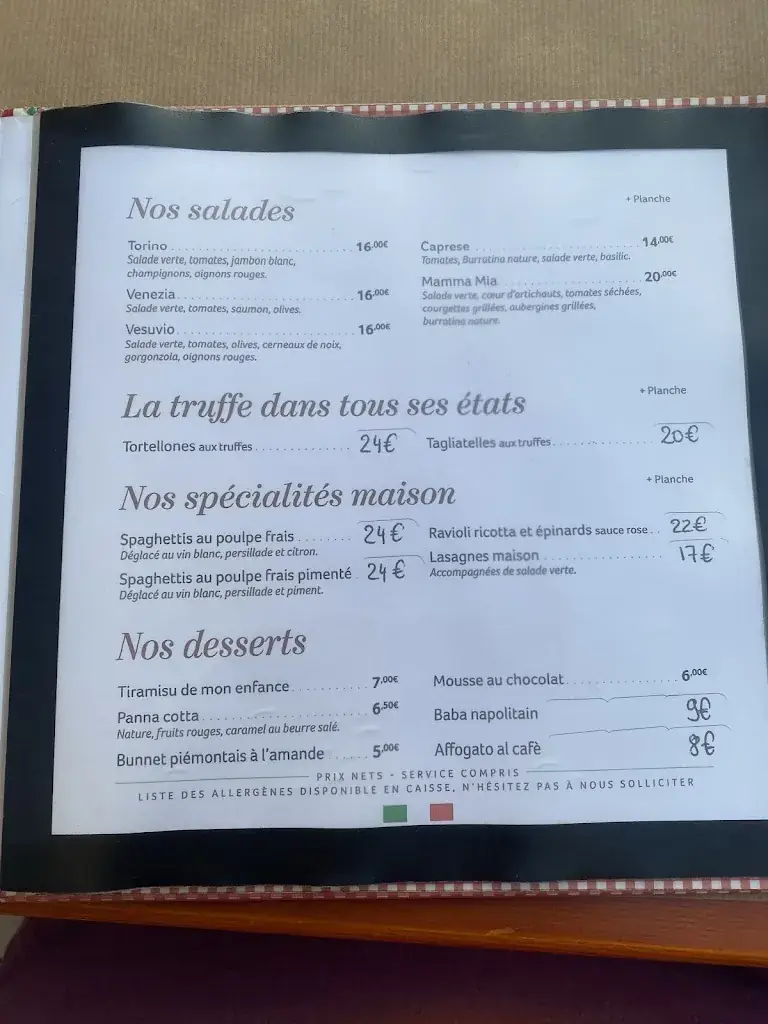 Nos salades
+ Planche
Torino 16,00€
Salade verte, tomates, jambon blanc,
champignons, oignons rouges.
Venezia 16,00€
Salade verte, tomates, saumon, olives.
Vesuvio 16,00€
Salade verte, tomates, olives, cerneaux de noix,
gorgonzola, oignons rouges.
Caprese 14,00€
Tomates, Burratina nature, salade verte, basilic.
Mamma Mia 20,00€
Salade verte, cœur d'artichauts, tomates séchées,
courgettes grillées, aubergines grillées,
burratina nature.
La truffe dans tous ses états
+ Planche
Tortellones aux truffes 24€
Tagliatelles aux truffes 20€
Nos spécialités maison
+ Planche
Spaghettis au poulpe frais 24€
Déglacé au vin blanc, persillade et citron.
Spaghettis au poulpe frais pimenté 24€
Déglacé au vin blanc, persillade et piment.
Ravioli ricotta et épinards sauce rose 22€
Lasagnes maison 17€
Accompagnées de salade verte.
Nos desserts
Tiramisu de mon enfance 7,00€
Panna cotta 6,50€
Nature, fruits rouges, caramel au beurre salé.
Bunnet piémontais à l'amande 5,00€
Mousse au chocolat 6,00€
Baba napolitain 9€
Affogato al cafè 8€
PRIX NETS - SERVICE COMPRIS
LISTE DES ALLERGÈNES DISPONIBLE EN CAISSE, N'HÉSITEZ PAS À NOUS SOLLICITER